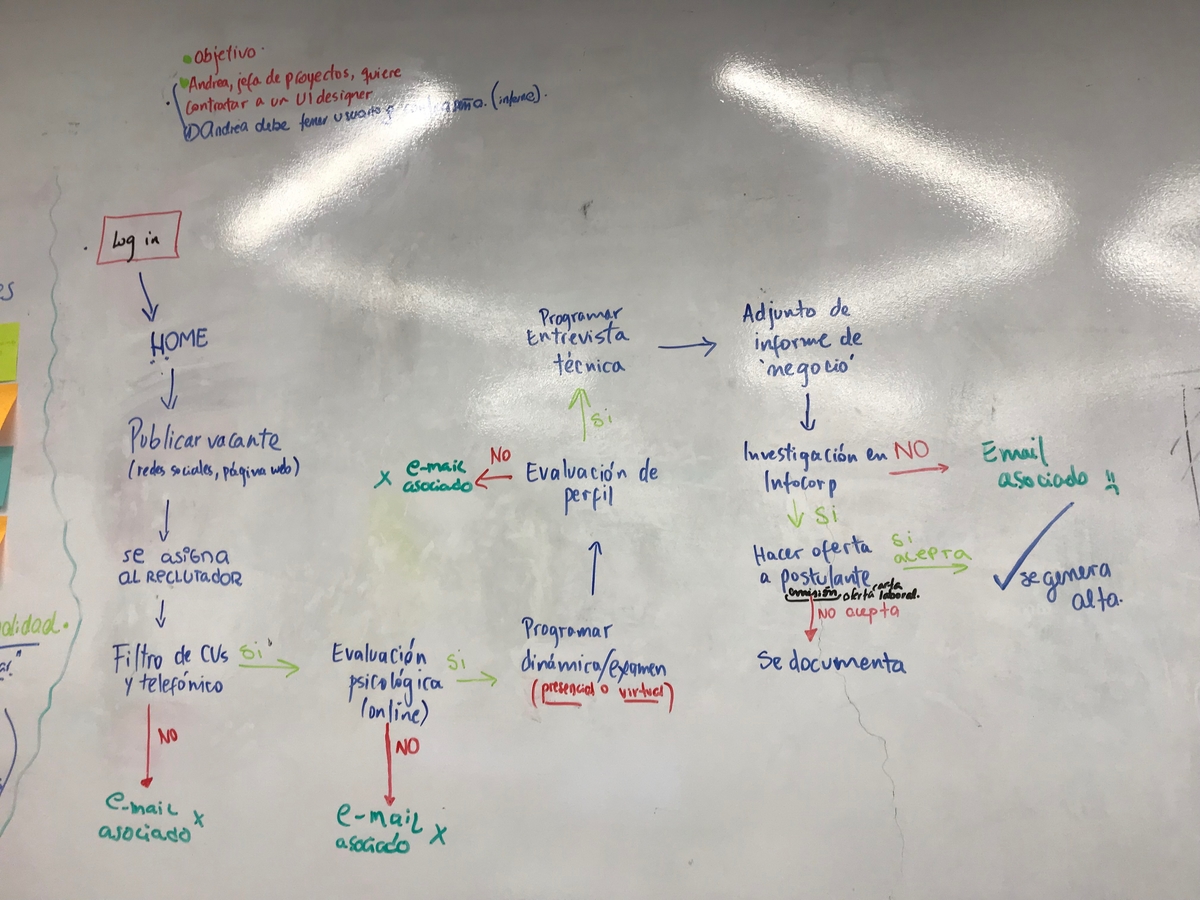 Objetivo
Andrea, jefa de proyectos, quiere
contratar a un UI designer
① Andrea debe tener usuario (inforne).
Log in
HOME
Publicar vacante
(redes sociales, página web)
se asigna
al RECLUTADOR
Filtro de CVs
y telefónico
Si
NO
e-mail
asociado x
Evaluación
psicológica
(online)
Si
NO
e-mail
asociado x
Programar
dinámica/examen
(presencial o virtual)
Evaluación de
perfil
NO
x e-mail
asociado
Si
Programar
Entrevista
técnica
Adjunto de
informe de
'negocio'
Investigación en
Infocorp
NO
Email
asociado
Si
Hacer oferta
a postulante
emisión oferta carta laboral.
Si
acepta
se genera
alta.
NO acepta
Se documenta
es
alidad.